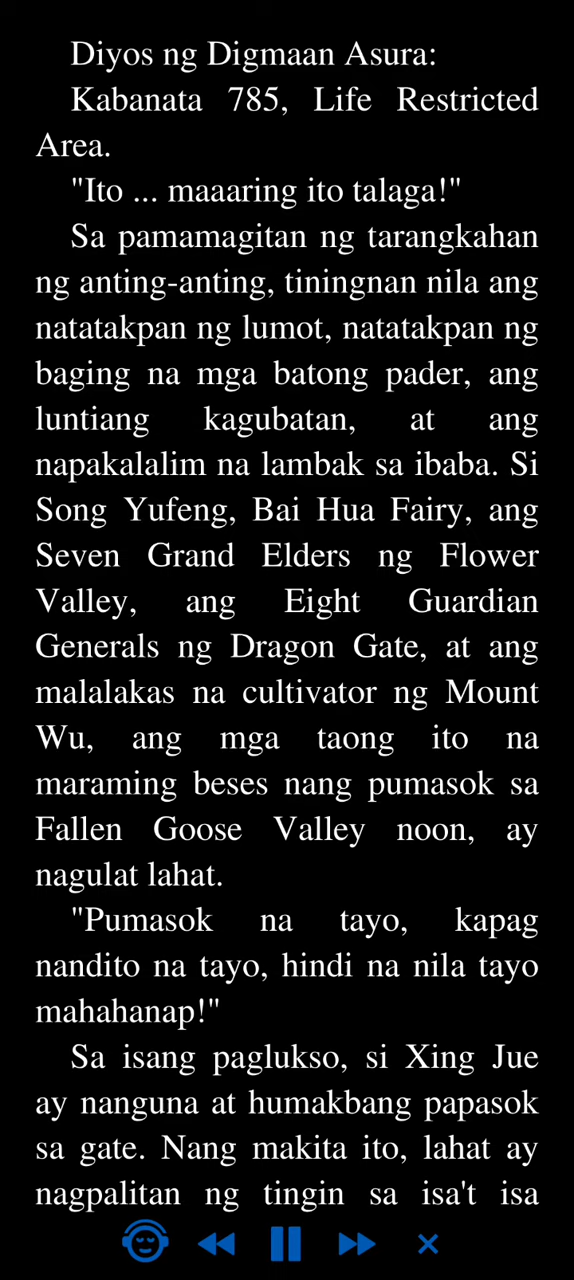 Diyos ng Digmaan Asura:
Kabanata 785, Life Restricted
Area.
"Ito ... maaaring ito talaga!"
Sa pamamagitan ng tarangkahan
ng anting-anting, tiningnan nila ang
natatakpan ng lumot, natatakpan ng
baging na mga batong pader, ang
luntiang kagubatan, at ang
napakalalim na lambak sa ibaba. Si
Song Yufeng, Bai Hua Fairy, ang
Seven Grand Elders ng Flower
Valley, ang Eight Guardian
Generals ng Dragon Gate, at ang
malalakas na cultivator ng Mount
Wu, ang mga taong ito na
maraming beses nang pumasok sa
Fallen Goose Valley noon, ay
nagulat lahat.
"Pumasok na tayo, kapag
nandito na tayo, hindi na nila tayo
mahahanap!"
Sa isang paglukso, si Xing Jue
ay nanguna at humakbang papasok
sa gate. Nang makita ito, lahat ay
nagpalitan ng tingin sa isa't isa